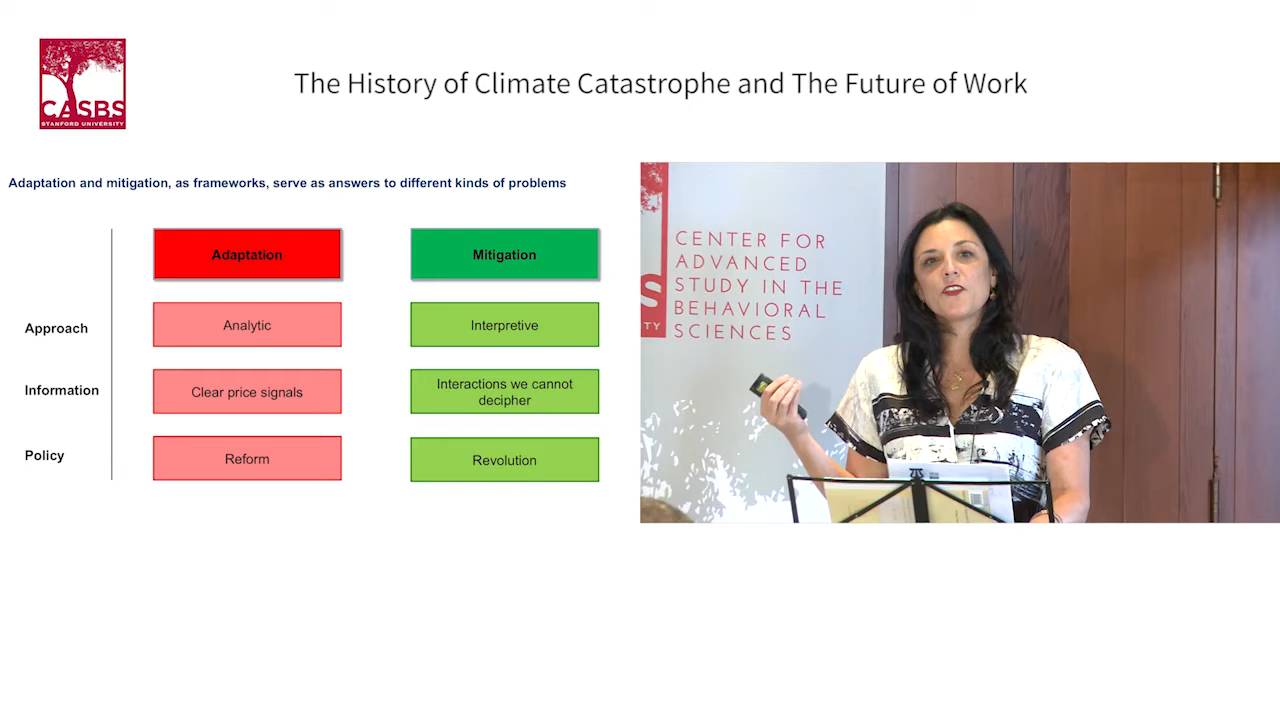 The History of Climate Catastrophe and The Future of Work
CASBS
STANFORD UNIVERSITY
Adaptation and mitigation, as frameworks, serve as answers to different kinds of problems
Adaptation
Mitigation
Approach
Analytic
Interpretive
Information
Clear price signals
Interactions we cannot
decipher
Policy
Reform
Revolution
CENTER FOR
ADVANCED
STUDY IN THE
BEHAVIORAL
SCIENCES
S
TY